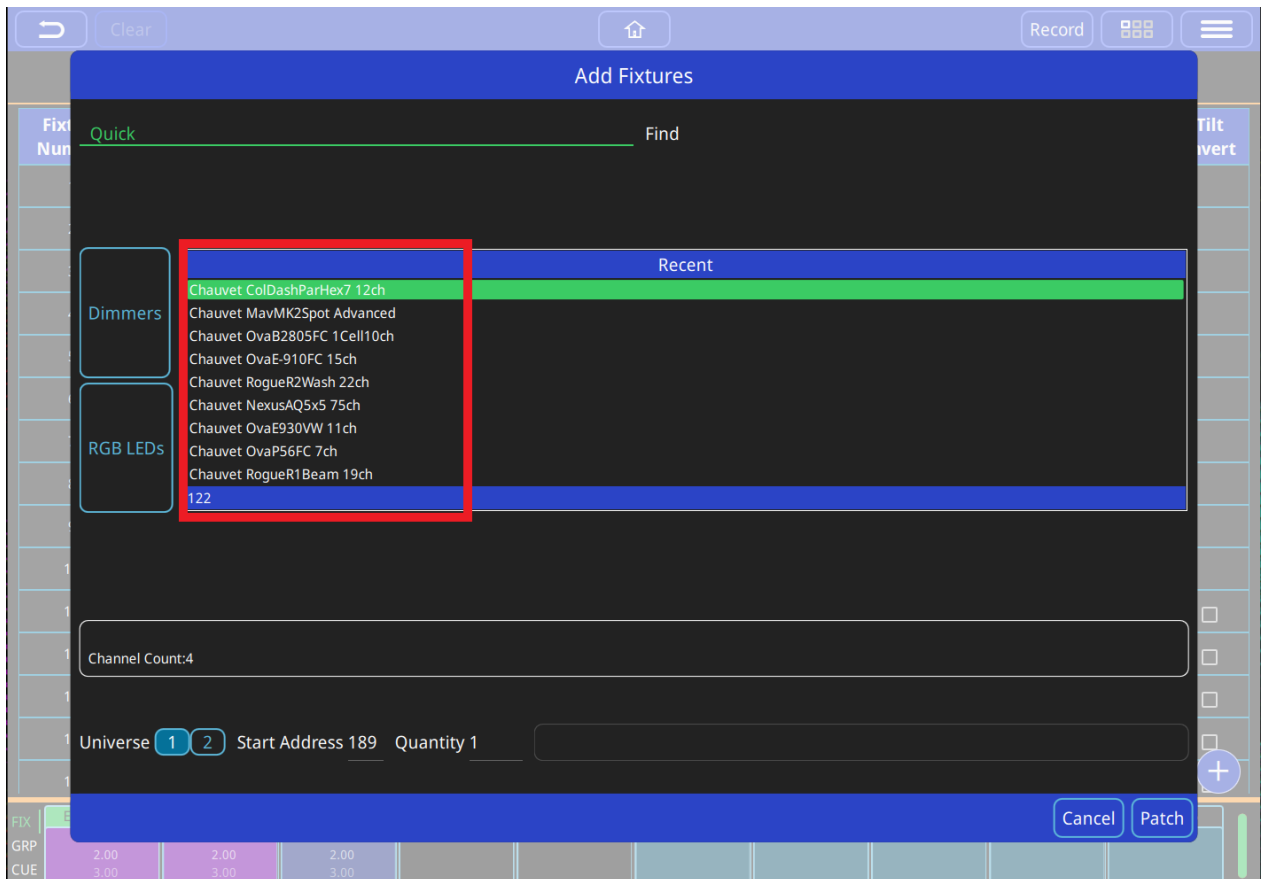 Clear
Record
Add Fixtures
Quick
Find
Tilt
Recent
Chauvet ColDashParHex7 12ch
Dimmers
Chauvet MavMK2Spot Advanced
Chauvet OvaB2805FC 1Cell10ch
Chauvet OvaE-910FC 15ch
Chauvet RogueR2Wash 22ch
Chauvet NexusAQ5x5 75ch
Chauvet OvaE930VW 11ch
RGB LEDs
Chauvet OvaP56FC 7ch
Chauvet RogueR1Beam 19ch
122
Channel Count:4
Universe 1 2 Start Address 189 Quantity 1
Cancel Patch
FIX
GRP
2.00 2.00 2.00
CUE 3.00 3.00 3.00